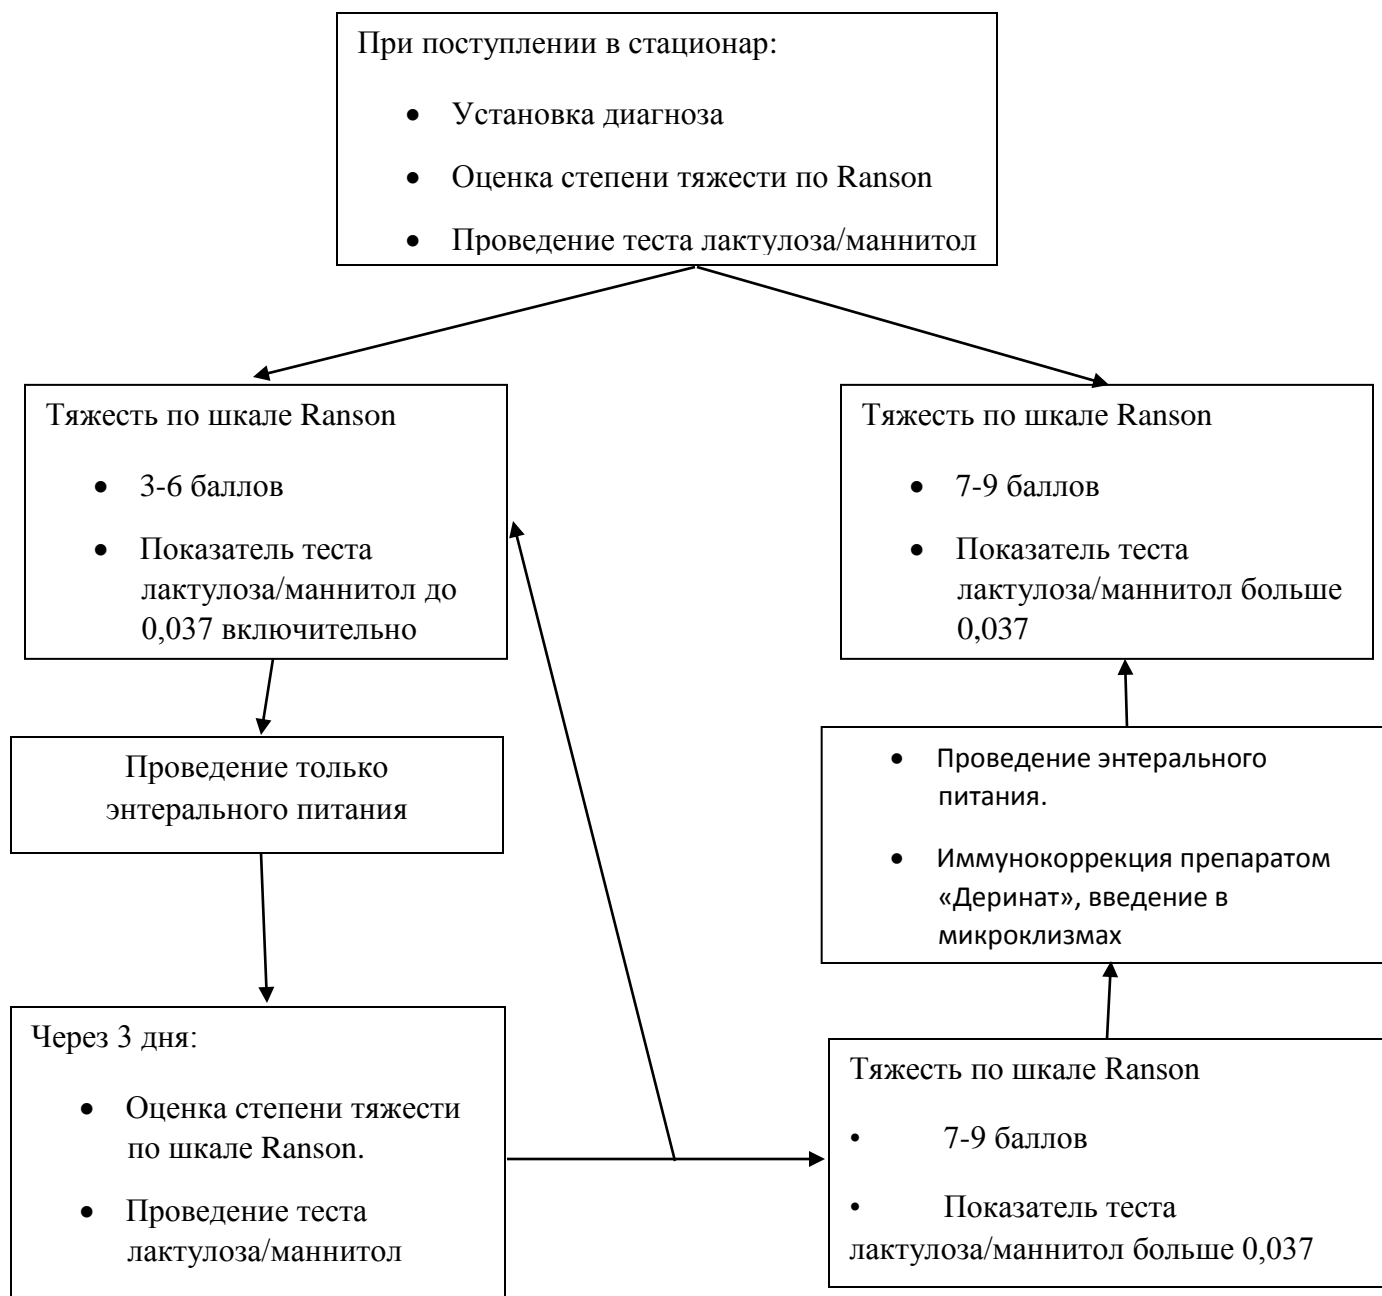 При поступлении в стационар:
• Установка диагноза
• Оценка степени тяжести по Ranson
• Проведение теста лактулоза/маннитол
Тяжесть по шкале Ranson
• 3-6 баллов
• Показатель теста
лактулоза/маннитол до
0,037 включительно
Тяжесть по шкале Ranson
• 7-9 баллов
• Показатель теста
лактулоза/маннитол больше
0,037
Проведение только
энтерального питания
• Проведение энтерального
питания.
• Иммунокоррекция препаратом
«Деринат», введение в
микроклизмах
Через 3 дня:
• Оценка степени тяжести
по шкале Ranson.
• Проведение теста
лактулоза/маннитол
Тяжесть по шкале Ranson
• 7-9 баллов
• Показатель теста
лактулоза/маннитол больше 0,037